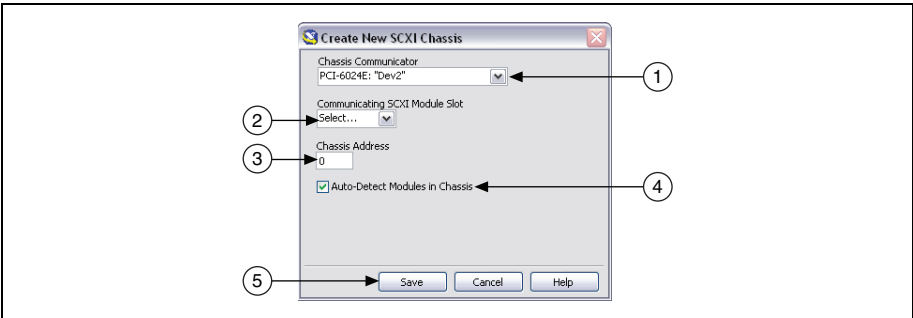 Create New SCXI Chassis
Chassis Communicator
PCI-6024E: "Dev2"
1
Communicating SCXI Module Slot
2
Select...
Chassis Address
3
0
Auto-Detect Modules in Chassis
4
5
Save Cancel Help